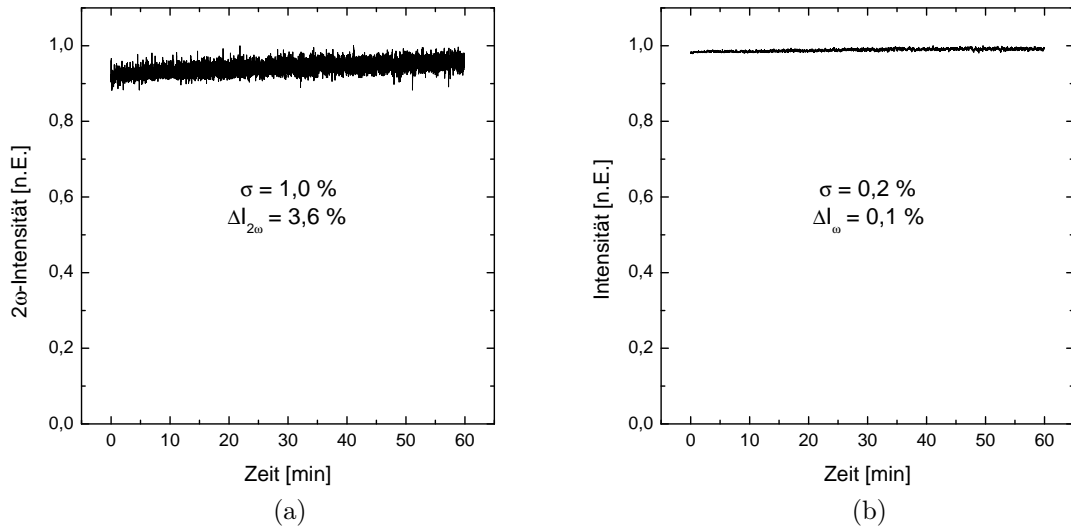 1,0
0,8
0,6
0,4
0,2
0,0
2ω-Intensität [n.E.]
σ = 1,0 %
ΔI2ω = 3,6 %
0 10 20 30 40 50 60
Zeit [min]
(a)
1,0
0,8
0,6
0,4
0,2
0,0
Intensität [n.E.]
σ = 0,2 %
ΔIω = 0,1 %
0 10 20 30 40 50 60
Zeit [min]
(b)